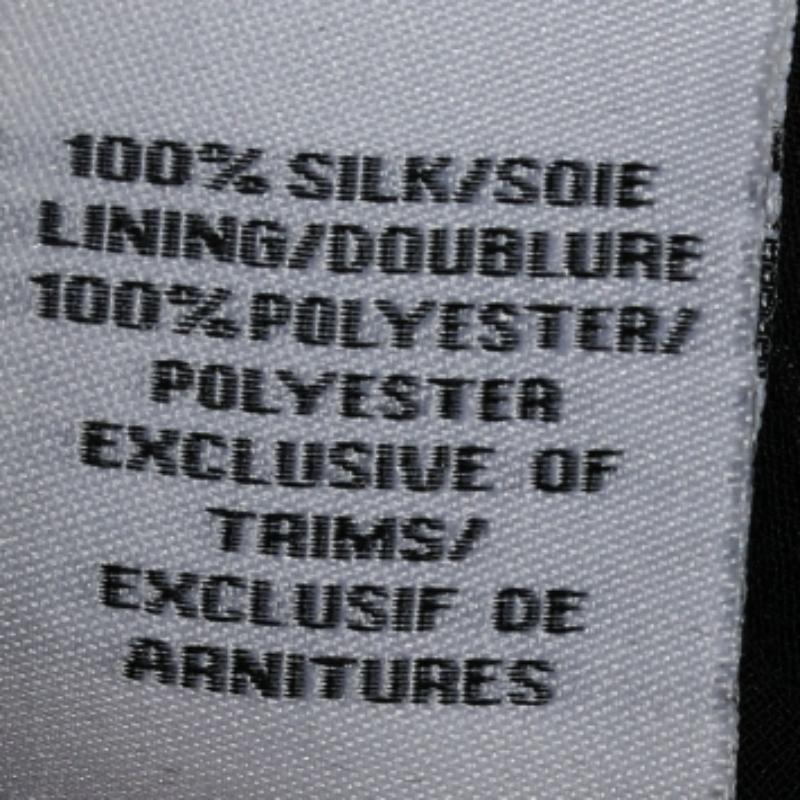 100% SILK/SOIE
LINING/DOUBLURE
100% POLYESTER/
POLYESTER
EXCLUSIVE OF
TRIMS/
EXCLUSIF DE
ARNITURES